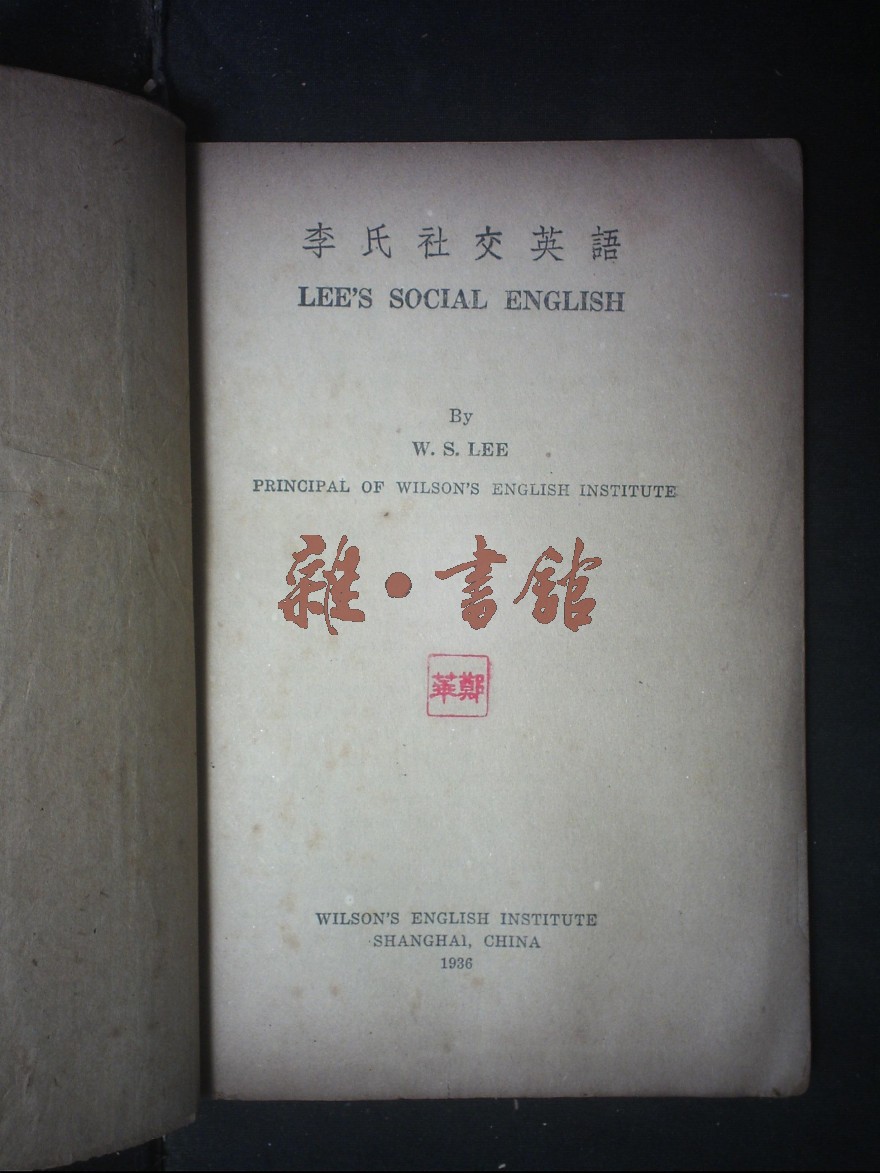 李氏社交英語
LEE'S SOCIAL ENGLISH
By
W. S. LEE
PRINCIPAL OF WILSON'S ENGLISH INSTITUTE
雜·書館
鄭華
WILSON'S ENGLISH INSTITUTE
SHANGHAI, CHINA
1936